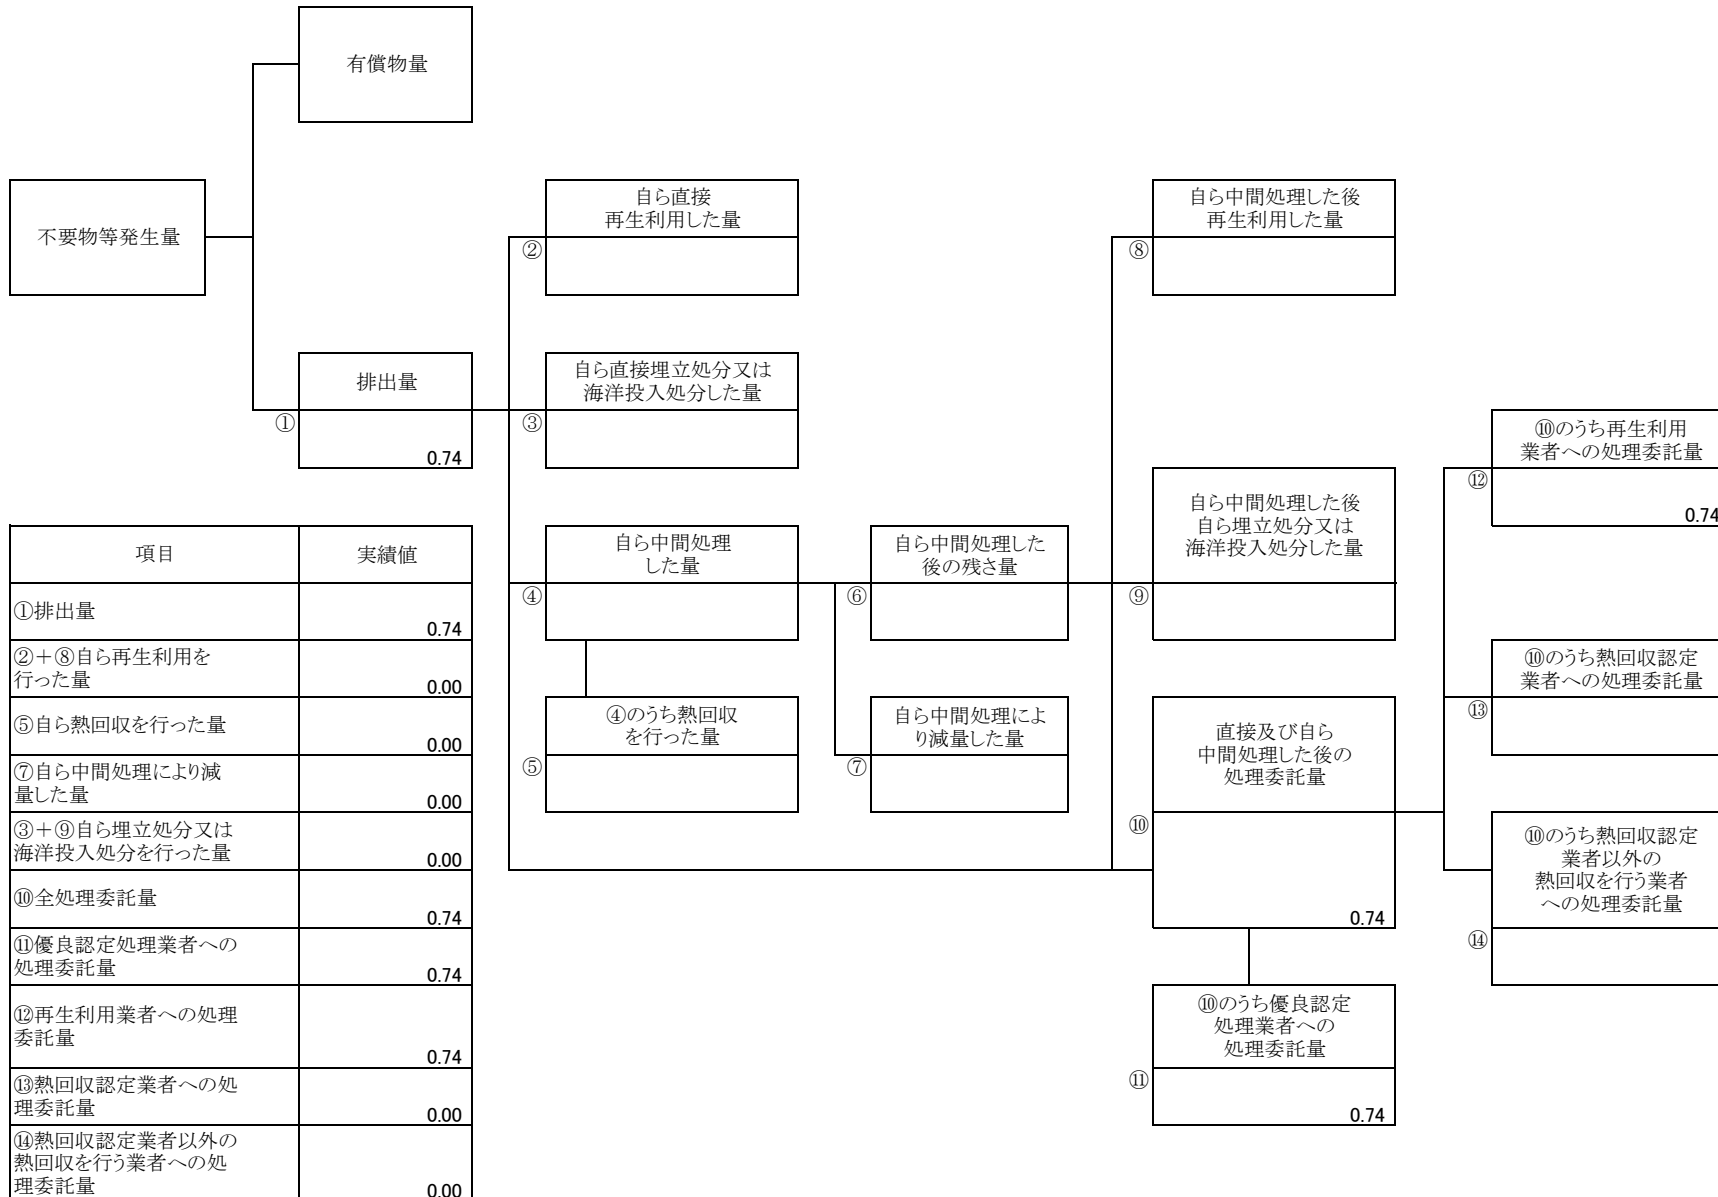 有償物量
不要物等発生量
自ら直接
再生利用した量
②
自ら中間処理した後
再生利用した量
⑧
排出量
①
0.74
自ら直接埋立処分又は
海洋投入処分した量
③
⑩のうち再生利用
業者への処理委託量
⑫
0.74
自ら中間処理した後
自ら埋立処分又は
海洋投入処分した量
⑨
自ら中間処理
した量
④
自ら中間処理した
後の残さ量
⑥
⑩のうち熱回収認定
業者への処理委託量
⑬
④のうち熱回収
を行った量
⑤
自ら中間処理によ
り減量した量
⑦
直接及び自ら
中間処理した後の
処理委託量
⑩
0.74
⑩のうち熱回収認定
業者以外の
熱回収を行う業者
への処理委託量
⑭
⑩のうち優良認定
処理業者への
処理委託量
⑪
0.74
項目 実績値
①排出量
0.74
②＋⑧自ら再生利用を
行った量
0.00
⑤自ら熱回収を行った量
0.00
⑦自ら中間処理により減
量した量
0.00
③＋⑨自ら埋立処分又は
海洋投入処分を行った量
0.00
⑩全処理委託量
0.74
⑪優良認定処理業者への
処理委託量
0.74
⑫再生利用業者への処理
委託量
0.74
⑬熱回収認定業者への処
理委託量
0.00
⑭熱回収認定業者以外の
熱回収を行う業者への処
理委託量
0.00